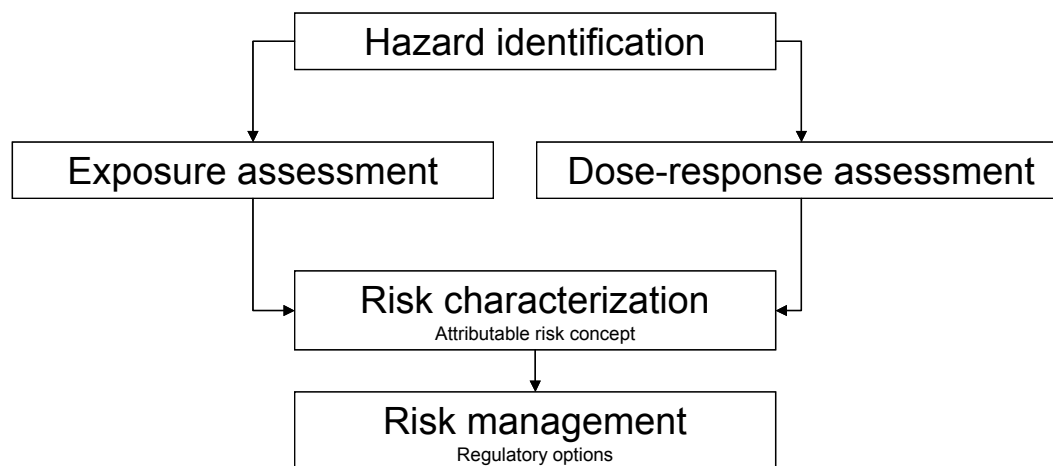 Hazard identification
Exposure assessment
Dose-response assessment
Risk characterization
Attributable risk concept
Risk management
Regulatory options